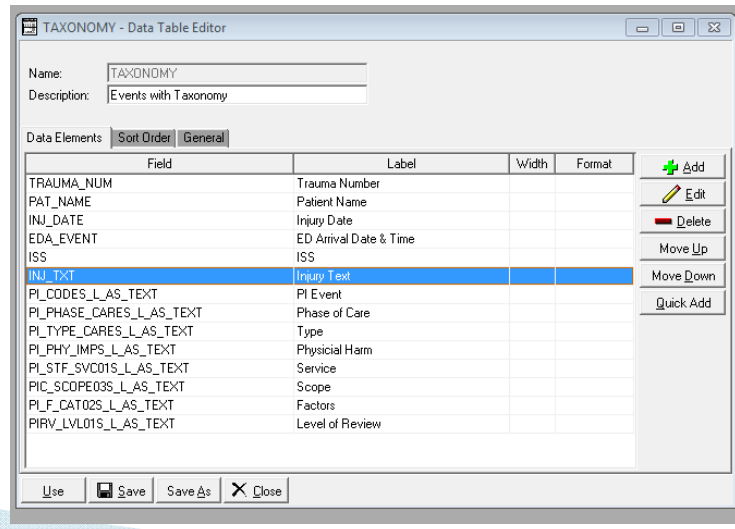 TAXONOMY - Data Table Editor
Name: TAXONOMY
Description: Events with Taxonomy
Data Elements Sort Order General
Field Label Width Format
TRAUMA_NUM Trauma Number
PAT_NAME Patient Name
INJ_DATE Injury Date
EDA_EVENT ED Arrival Date & Time
ISS ISS
INJ_TXT Injury Text
PI_CODES_L_AS_TEXT PI Event
PI_PHASE_CARES_L_AS_TEXT Phase of Care
PI_TYPE_CARES_L_AS_TEXT Type
PI_PHY_IMPS_L_AS_TEXT Physicial Harm
PI_STF_SVC01S_L_AS_TEXT Service
PIC_SCOPE03S_L_AS_TEXT Scope
PI_F_CAT02S_L_AS_TEXT Factors
PIRV_LVL01S_L_AS_TEXT Level of Review
Add
Edit
Delete
Move Up
Move Down
Quick Add
Use Save Save As Close